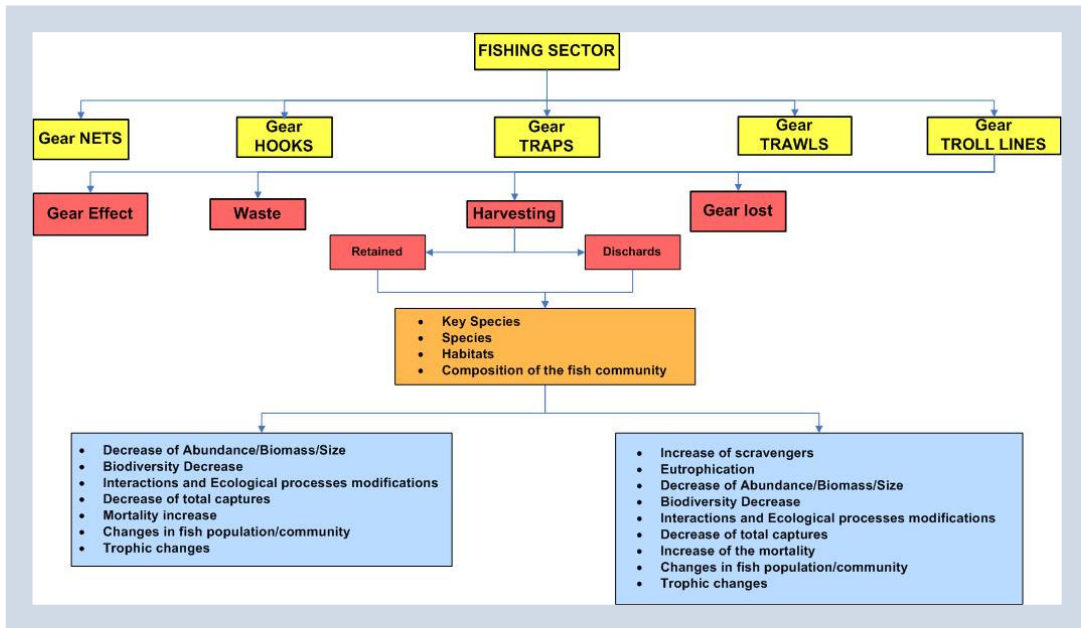 FISHING SECTOR
Gear NETS
Gear
HOOKS
Gear
TRAPS
Gear
TRAWLS
Gear
TROLL LINES
Gear Effect
Waste
Harvesting
Gear lost
Retained
Dischards
• Key Species
• Species
• Habitats
• Composition of the fish community
• Decrease of Abundance/Biomass/Size
• Biodiversity Decrease
• Interactions and Ecological processes modifications
• Decrease of total captures
• Mortality increase
• Changes in fish population/community
• Trophic changes
• Increase of scravengers
• Eutrophication
• Decrease of Abundance/Biomass/Size
• Biodiversity Decrease
• Interactions and Ecological processes modifications
• Decrease of total captures
• Increase of the mortality
• Changes in fish population/community
• Trophic changes